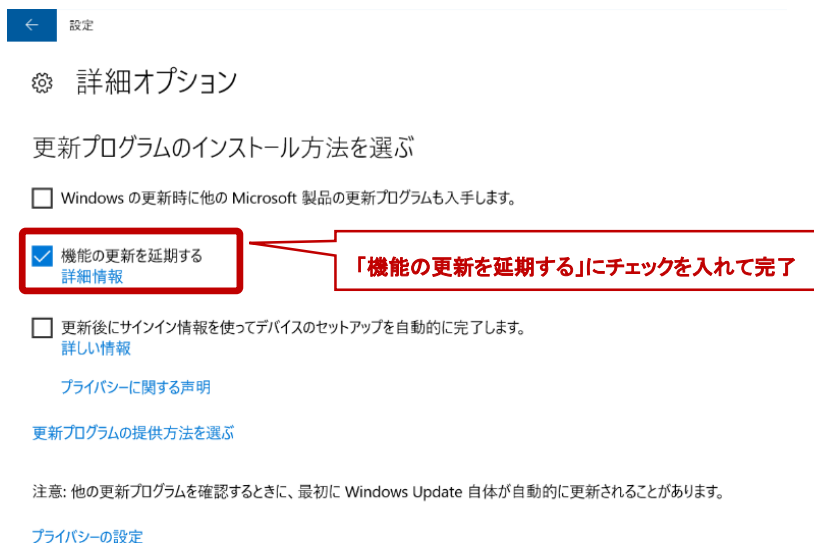 設定
詳細オプション
更新プログラムのインストール方法を選ぶ
Windows の更新時に他の Microsoft 製品の更新プログラムも入手します。
機能の更新を延期する
詳細情報
「機能の更新を延期する」にチェックを入れて完了
更新後にサインイン情報を使ってデバイスのセットアップを自動的に完了します。
詳しい情報
プライバシーに関する声明
更新プログラムの提供方法を選ぶ
注意: 他の更新プログラムを確認するときに、最初に Windows Update 自体が自動的に更新されることがあります。
プライバシーの設定